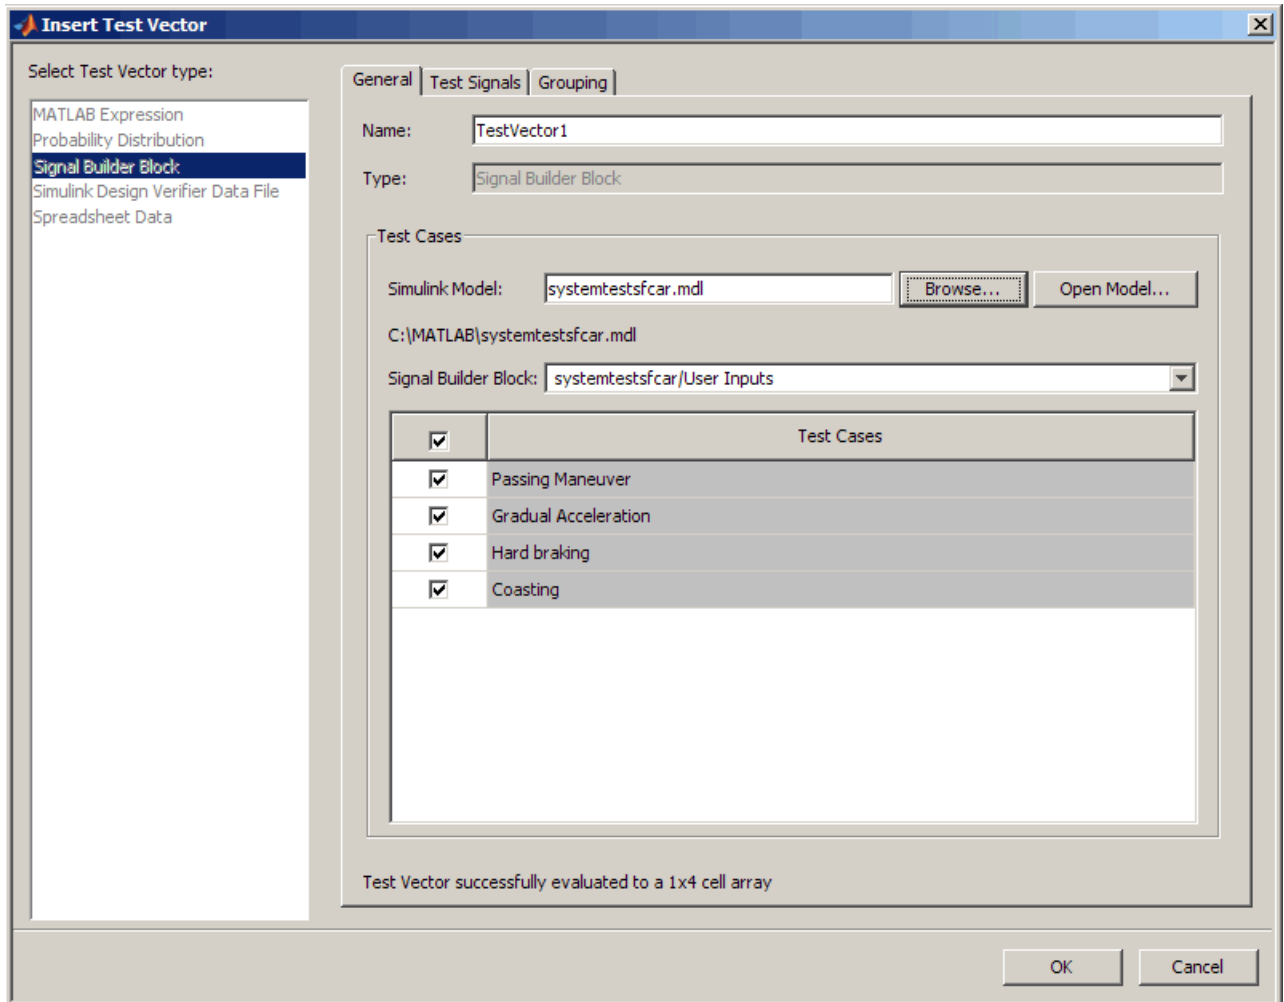 Insert Test Vector
Select Test Vector type:
MATLAB Expression
Probability Distribution
Signal Builder Block
Simulink Design Verifier Data File
Spreadsheet Data
General Test Signals Grouping
Name: TestVector1
Type: Signal Builder Block
Test Cases
Simulink Model: systemtestsfcar.mdl Browse... Open Model...
C:\MATLAB\systemtestsfcar.mdl
Signal Builder Block: systemtestsfcar/User Inputs
Test Cases
Passing Maneuver
Gradual Acceleration
Hard braking
Coasting
Test Vector successfully evaluated to a 1x4 cell array
OK Cancel